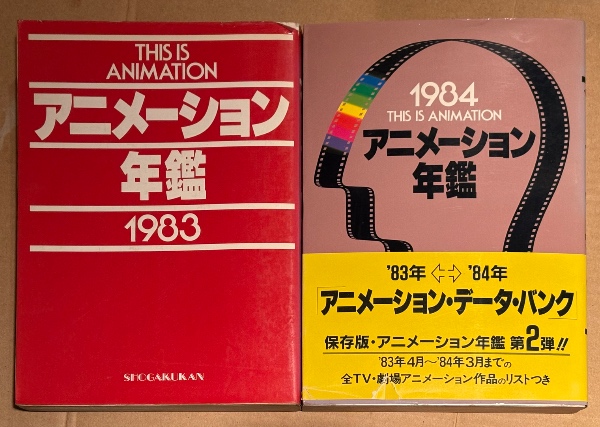 THIS IS
ANIMATION
アニメーション
年鑑
1983
SHOGAKUKAN
1984
THIS IS ANIMATION
アニメーション
年鑑
'83年 ⇦⇨ '84年
「アニメーション・データ・バンク」
保存版・アニメーション年鑑 第2弾!!
'83年4月〜'84年3月までの
全TV・劇場アニメーション作品のリストつき